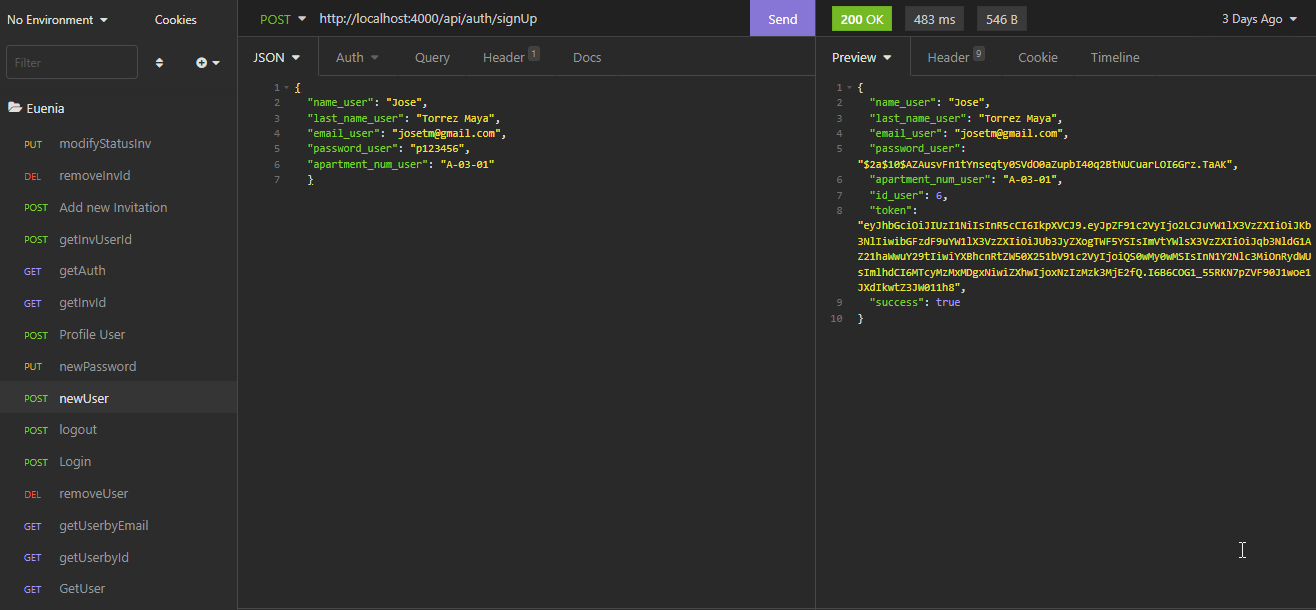 No Environment
Cookies
POST
http://localhost:4000/api/auth/signUp
Send
200 OK
483 ms
546 B
3 Days Ago
Filter
JSON
Auth
Query
Header 1
Docs
Preview
Header 9
Cookie
Timeline
Euenia
PUT modifyStatusInv
DEL removeInvId
POST Add new Invitation
POST getInvUserId
GET getAuth
GET getInvId
POST Profile User
PUT newPassword
POST newUser
POST logout
POST Login
DEL removeUser
GET getUserbyEmail
GET getUserbyId
GET GetUser
1 {
2 "name_user": "Jose",
3 "last_name_user": "Torrez Maya",
4 "email_user": "josetm@gmail.com",
5 "password_user": "p123456",
6 "apartment_num_user": "A-03-01"
7 }
1 {
2 "name_user": "Jose",
3 "last_name_user": "Torrez Maya",
4 "email_user": "josetm@gmail.com",
5 "password_user":
"$2a$10$AZAusvFn1tYnseqty0SVdO0aZupbI40q2BtNUCuarLOI6Grz.TaAK",
6 "apartment_num_user": "A-03-01",
7 "id_user": 6,
8 "token":
"eyJhbGciOiJIUzI1NiIsInR5cCI6IkpXVCJ9.eyJpZF91c2VyIjo2LCJuYW1lX3VzZXIiOiJKb
3NlIiwibGFzdF9uYW1lX3VzZXIiOiJUb3JyZXogTWF5YSIsImVtYWlsX3VzZXIiOiJqb3NldG1A
Z21haWwuY29tIiwiYXBhcnRtZW50X251bV91c2VyIjoiQS0wMy0wMSIsInN1Y2Nlc3MiOnRydWU
sImlhdCI6MTcyMzMxMDgxNiwiZXhwIjoxNzIzMzk3MjE2fQ.I6B6COG1_55RKN7pZVF90J1woe1
JXdIkwtZ3JW011h8",
9 "success": true
10 }